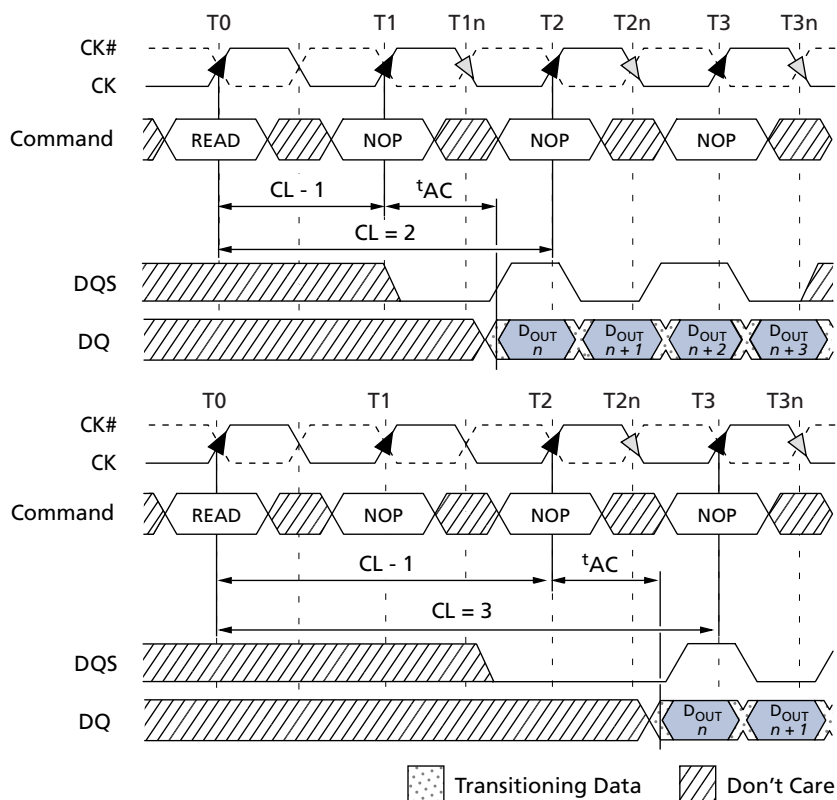 T0 T1 T1n T2 T2n T3 T3n
CK#
CK
Command READ NOP NOP NOP
CL - 1 tAC
CL = 2
DQS
DQ DOUT n DOUT n + 1 DOUT n + 2 DOUT n + 3
T0 T1 T2 T2n T3 T3n
CK#
CK
Command READ NOP NOP NOP
CL - 1 tAC
CL = 3
DQS
DQ DOUT n DOUT n + 1
Transitioning Data Don't Care